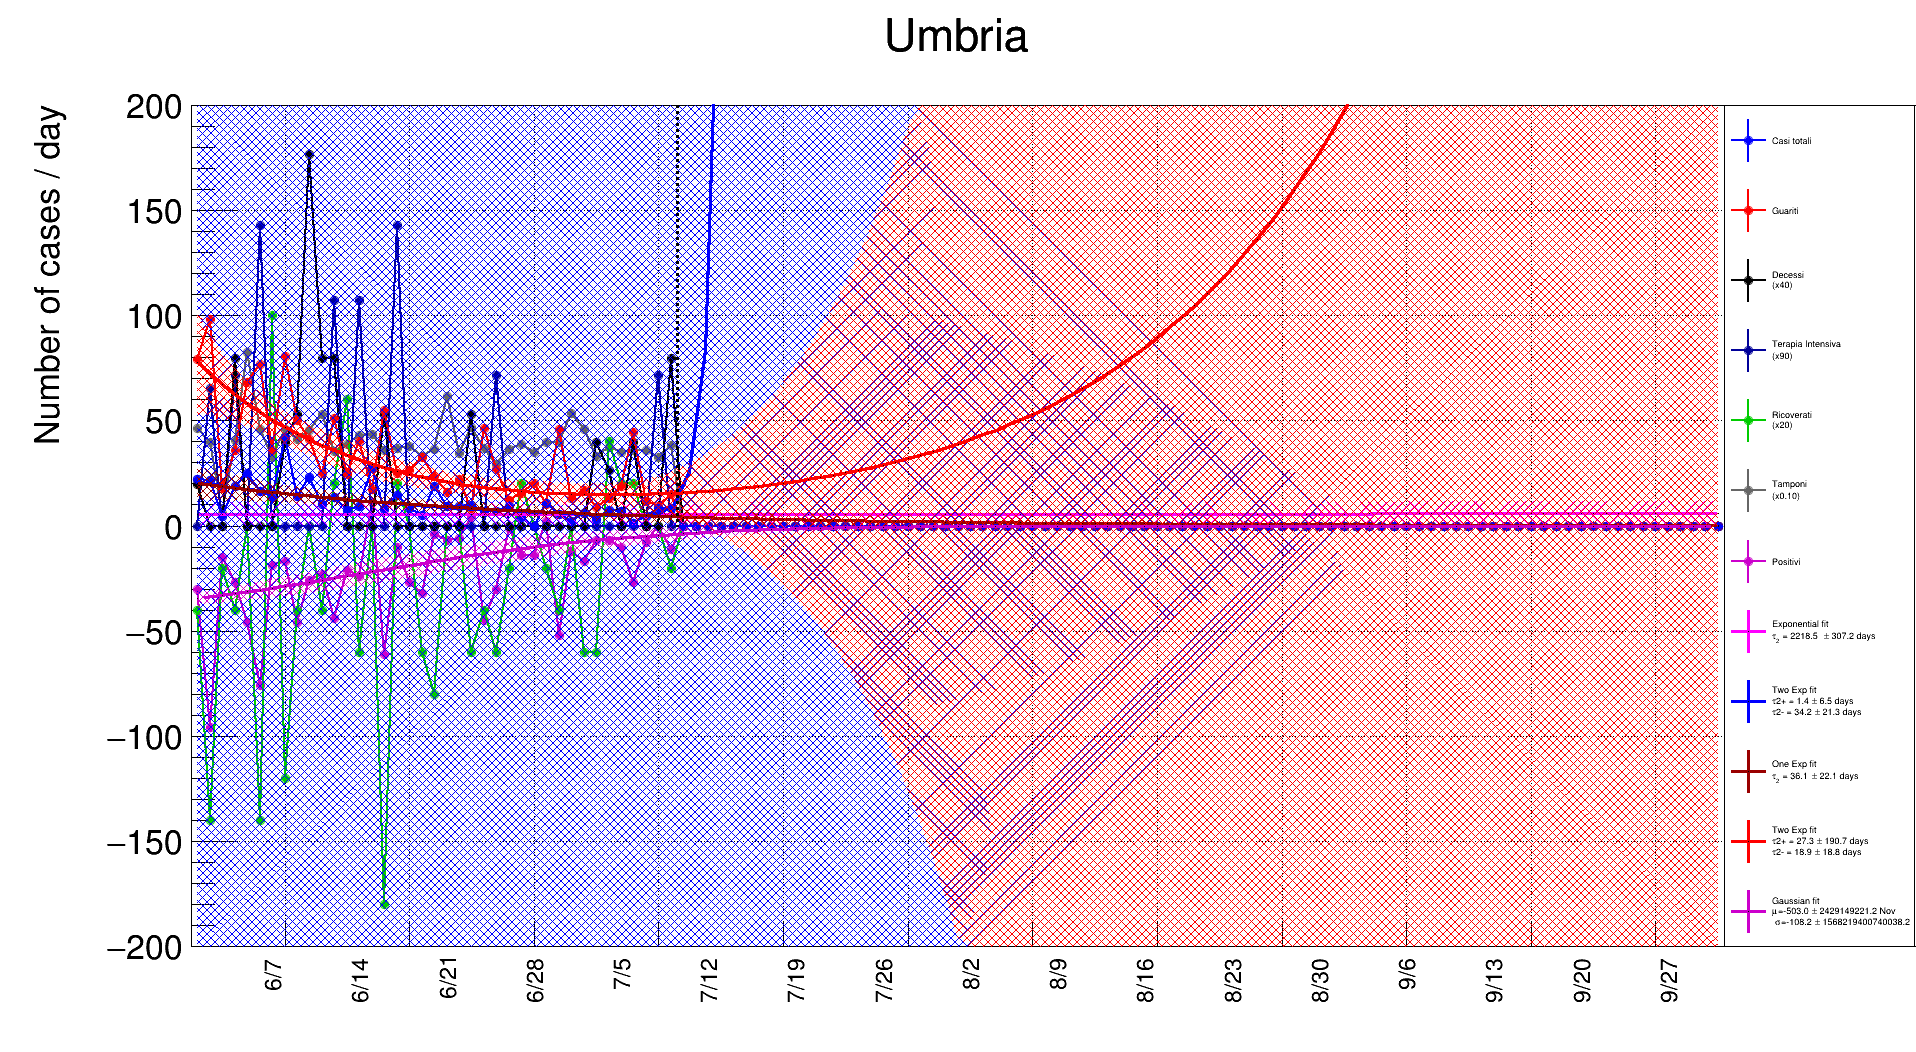 Umbria
Number of cases / day
200
150
100
50
0
−50
−100
−150
−200
6/7
6/14
6/21
6/28
7/5
7/12
7/19
7/26
8/2
8/9
8/16
8/23
8/30
9/6
9/13
9/20
9/27
Casi totali
Guariti
Decessi
(x40)
Terapia Intensiva
(x90)
Ricoverati
(x20)
Tamponi
(x0.10)
Positivi
Exponential fit
τ2 = 2218.5 ± 307.2 days
Two Exp fit
τ2+ = 1.4 ± 6.5 days
τ2- = 34.2 ± 21.3 days
One Exp fit
τ2 = 36.1 ± 22.1 days
Two Exp fit
τ2+ = 27.3 ± 190.7 days
τ2- = 18.9 ± 18.8 days
Gaussian fit
μ=-503.0 ± 2429149221.2 Nov
σ=-108.2 ± 1568219400740038.2